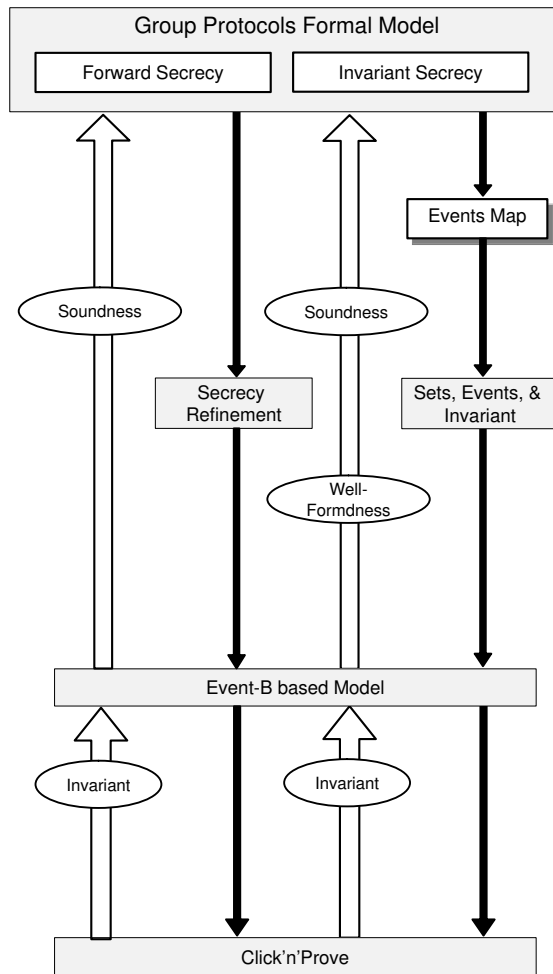 Group Protocols Formal Model
Forward Secrecy
Invariant Secrecy
Events Map
Soundness
Soundness
Secrecy
Refinement
Sets, Events, &
Invariant
Well-
Formdness
Event-B based Model
Invariant
Invariant
Click'n'Prove